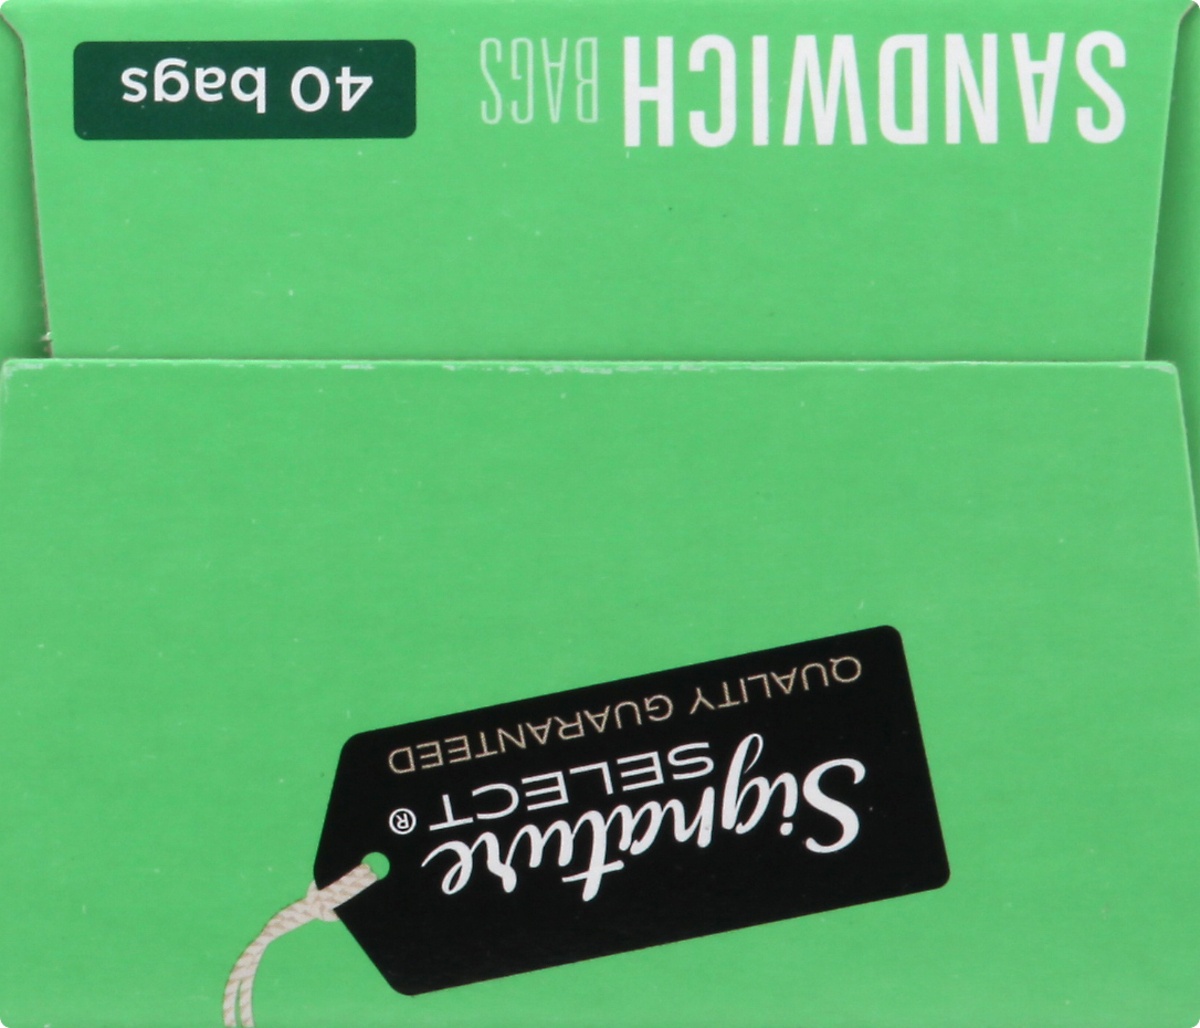 Signature
SELECT®
QUALITY GUARANTEED
SANDWICH BAGS
40 bags